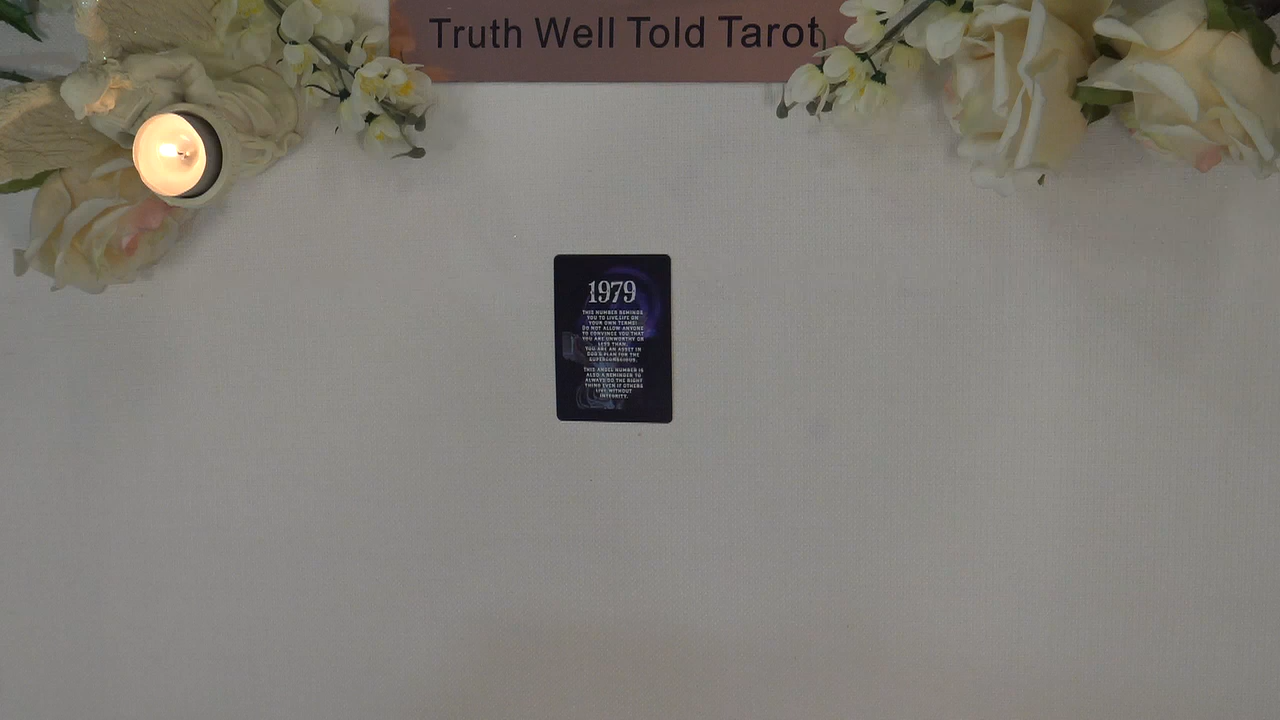 Truth Well Told Tarot
1979
THIS NUMBER REMINDS
YOU TO LIVE LIFE ON
YOUR OWN TERMS!
DO NOT ALLOW ANYONE
TO CONVINCE YOU THAT
YOU ARE UNWORTHY OR
LESS THAN.
YOU ARE AN ASSET IN
GOD'S PLAN FOR THE
SUPERCONSCIOUS.
THIS ANGEL NUMBER IS
ALSO A REMINDER TO
ALWAYS DO THE RIGHT
THING EVEN IF OTHERS
LIVE WITHOUT
INTEGRITY.